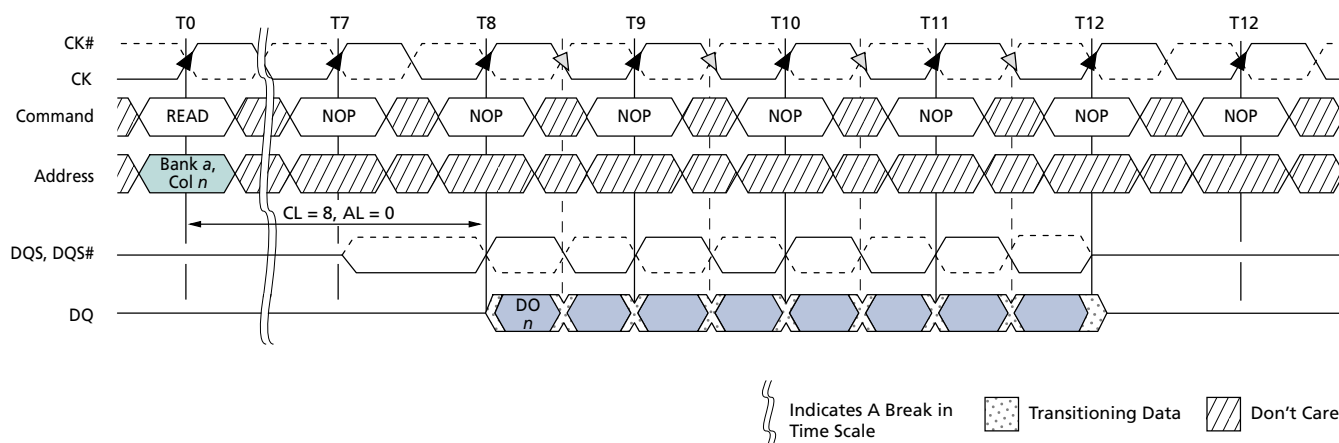 T0 T7 T8 T9 T10 T11 T12 T12
CK#
CK
Command READ NOP NOP NOP NOP NOP NOP NOP
Address Bank a,
Col n
CL = 8, AL = 0
DQS, DQS#
DQ DO
n
Indicates A Break in
Time Scale
Transitioning Data
Don't Care